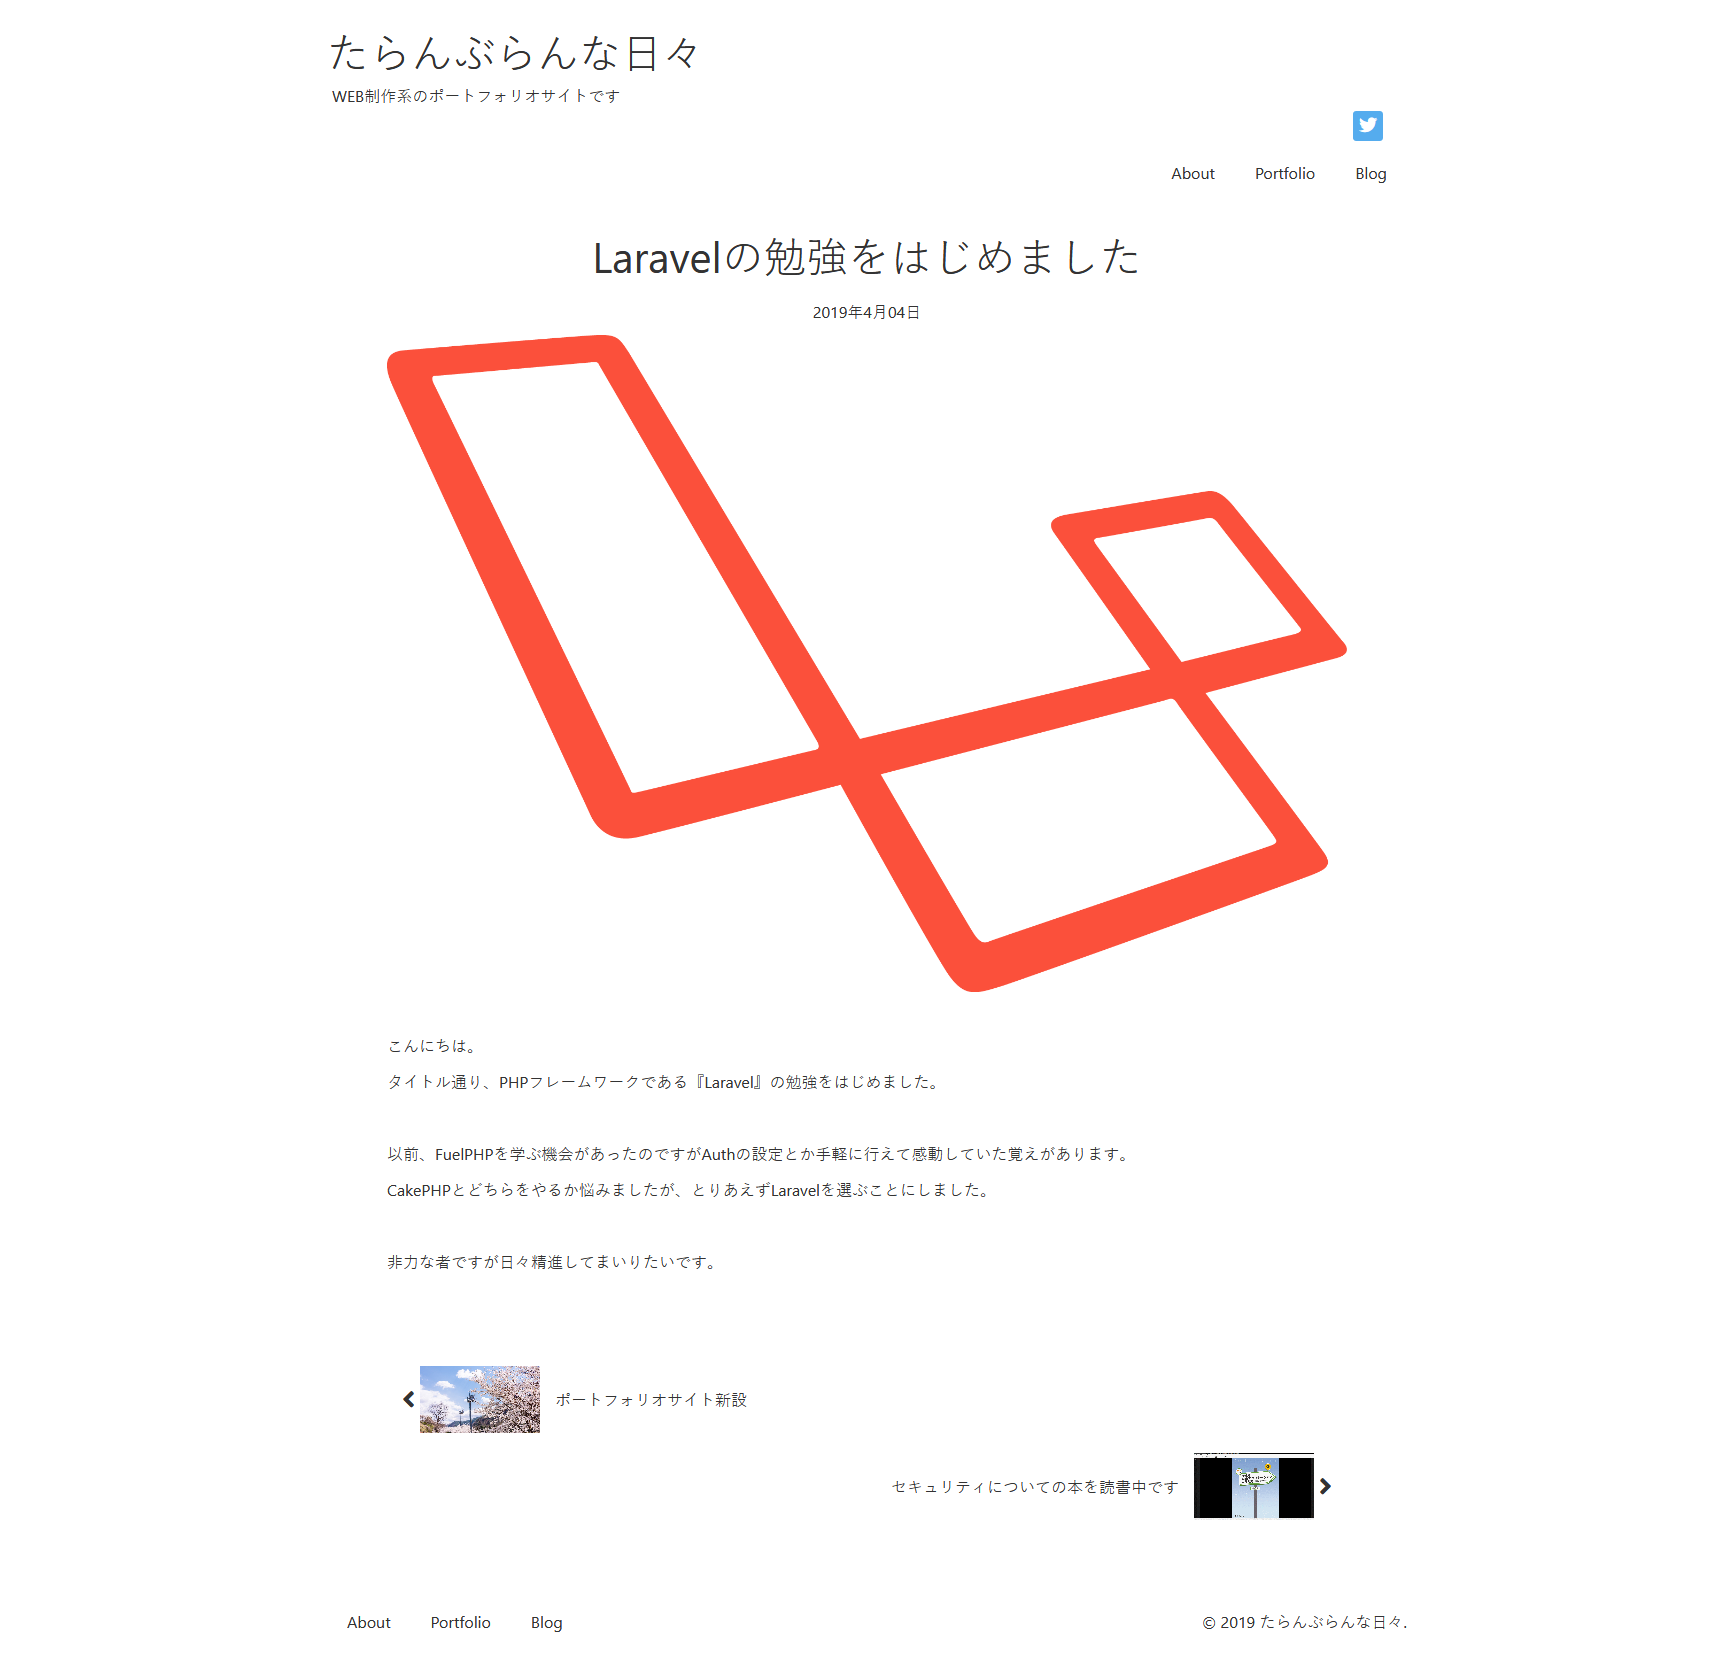 たらんぶらんな日々
WEB制作系のポートフォリオサイトです
About Portfolio Blog
Laravelの勉強をはじめました
2019年4月04日
こんにちは。
タイトル通り、PHPフレームワークである『Laravel』の勉強をはじめました。
以前、FuelPHPを学ぶ機会があったのですがAuthの設定とか手軽に行えて感動していた覚えがあります。
CakePHPとどちらをやるか悩みましたが、とりあえずLaravelを選ぶことにしました。
非力な者ですが日々精進してまいりたいです。
ポートフォリオサイト新設
セキュリティについての本を読書中です
About Portfolio Blog
© 2019 たらんぶらんな日々.